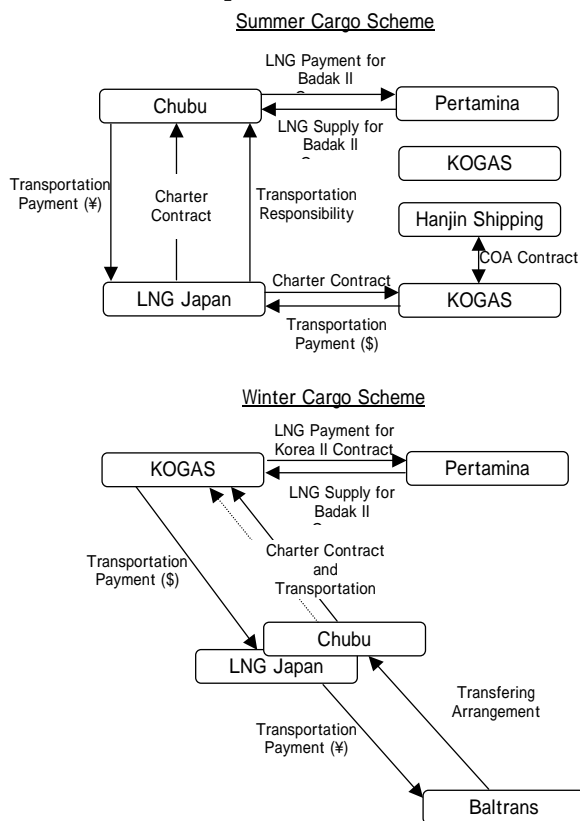 Summer Cargo Scheme
LNG Payment for
Badak II
Chubu
Pertamina
LNG Supply for
Badak II
KOGAS
Transportation
Payment (¥)
Charter
Contract
Transportation
Responsibility
Hanjin Shipping
COA Contract
Charter Contract
LNG Japan
KOGAS
Transportation
Payment ($)
Winter Cargo Scheme
LNG Payment for
Korea II Contract
KOGAS
Pertamina
LNG Supply for
Badak II
Charter Contract
and
Transportation
Transportation
Payment ($)
Chubu
LNG Japan
Transfering
Arrangement
Transportation
Payment (¥)
Baltrans